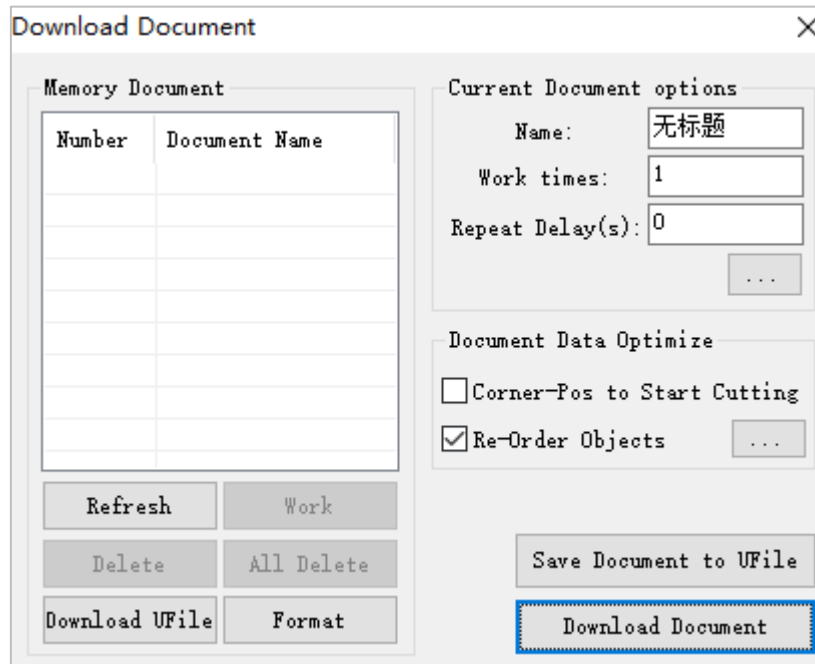 Download Document
Memory Document
Number Document Name
Refresh Work
Delete All Delete
Download UFile Format
Current Document options
Name: 无标题
Work times: 1
Repeat Delay(s): 0
...
Document Data Optimize
Corner-Pos to Start Cutting
Re-Order Objects ...
Save Document to UFile
Download Document